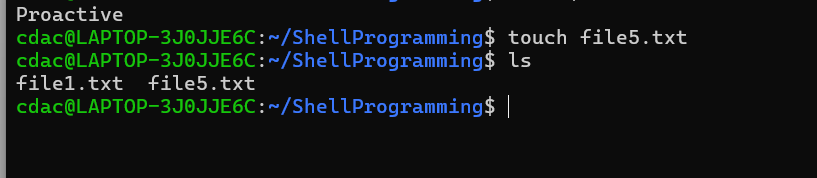 Proactive
cdac@LAPTOP-3J0JJE6C:~/ShellProgramming$ touch file5.txt
cdac@LAPTOP-3J0JJE6C:~/ShellProgramming$ ls
file1.txt  file5.txt
cdac@LAPTOP-3J0JJE6C:~/ShellProgramming$